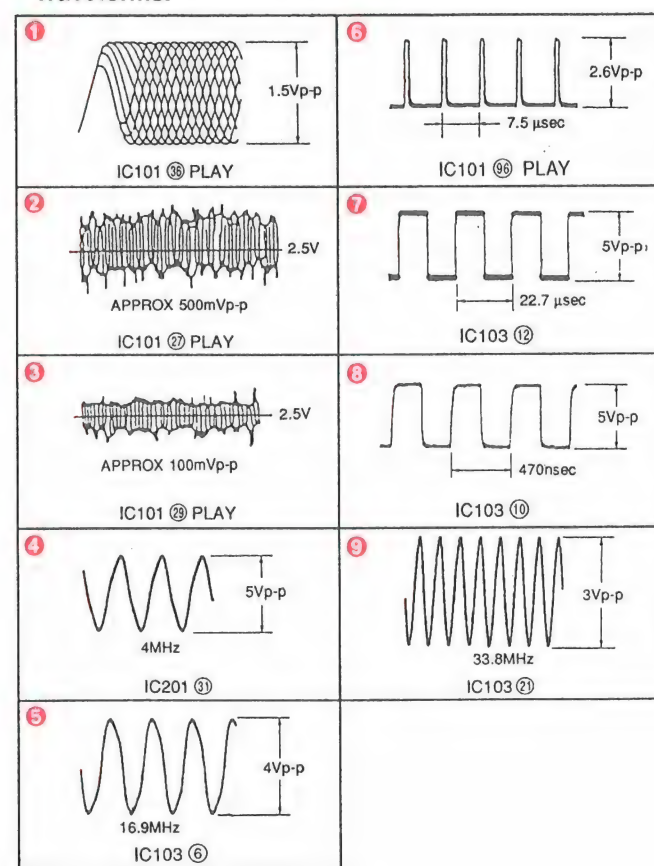 1
1.5Vp-p
IC101 ㊱ PLAY
2
2.5V
APPROX 500mVp-p
IC101 ㉗ PLAY
3
2.5V
APPROX 100mVp-p
IC101 ㉙ PLAY
4
5Vp-p
4MHz
IC201 ㉛
5
4Vp-p
16.9MHz
IC103 ⑥
6
2.6Vp-p
7.5 µsec
IC101 (96) PLAY
7
5Vp-p
22.7 µsec
IC103 ⑫
8
5Vp-p
470nsec
IC103 ⑩
9
3Vp-p
33.8MHz
IC103 ㉑